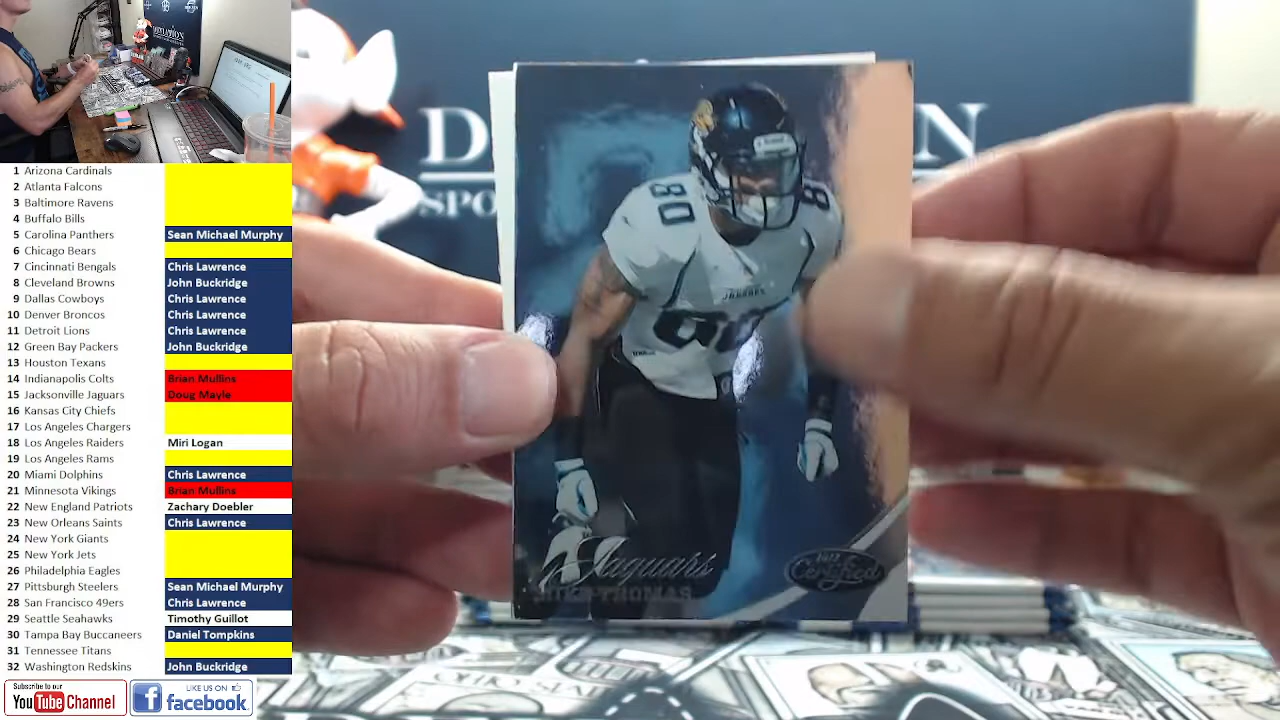 1 Arizona Cardinals
2 Atlanta Falcons
3 Baltimore Ravens
4 Buffalo Bills
5 Carolina Panthers Sean Michael Murphy
6 Chicago Bears
7 Cincinnati Bengals Chris Lawrence
8 Cleveland Browns John Buckridge
9 Dallas Cowboys Chris Lawrence
10 Denver Broncos Chris Lawrence
11 Detroit Lions Chris Lawrence
12 Green Bay Packers John Buckridge
13 Houston Texans
14 Indianapolis Colts Brian Mullins
15 Jacksonville Jaguars Doug Mayle
16 Kansas City Chiefs
17 Los Angeles Chargers
18 Los Angeles Raiders Miri Logan
19 Los Angeles Rams
20 Miami Dolphins Chris Lawrence
21 Minnesota Vikings Brian Mullins
22 New England Patriots Zachary Doebler
23 New Orleans Saints Chris Lawrence
24 New York Giants
25 New York Jets
26 Philadelphia Eagles
27 Pittsburgh Steelers Sean Michael Murphy
28 San Francisco 49ers Chris Lawrence
29 Seattle Seahawks Timothy Guillot
30 Tampa Bay Buccaneers Daniel Tompkins
31 Tennessee Titans
32 Washington Redskins John Buckridge
Subscribe to our
YouTube Channel
LIKE US ON
facebook.
D N
SPO
80 8
JAGUARS
80
Jaguars
MIKE THOMAS
2012
Certified